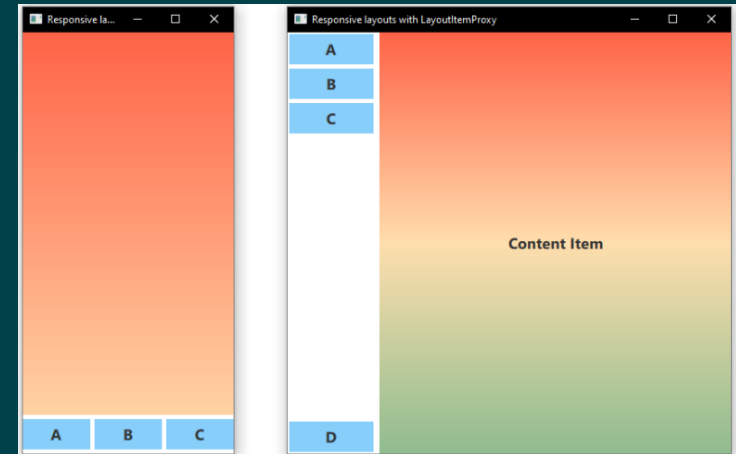 Responsive la...
A B C
Responsive layouts with LayoutItemProxy
A
B
C
Content Item
D